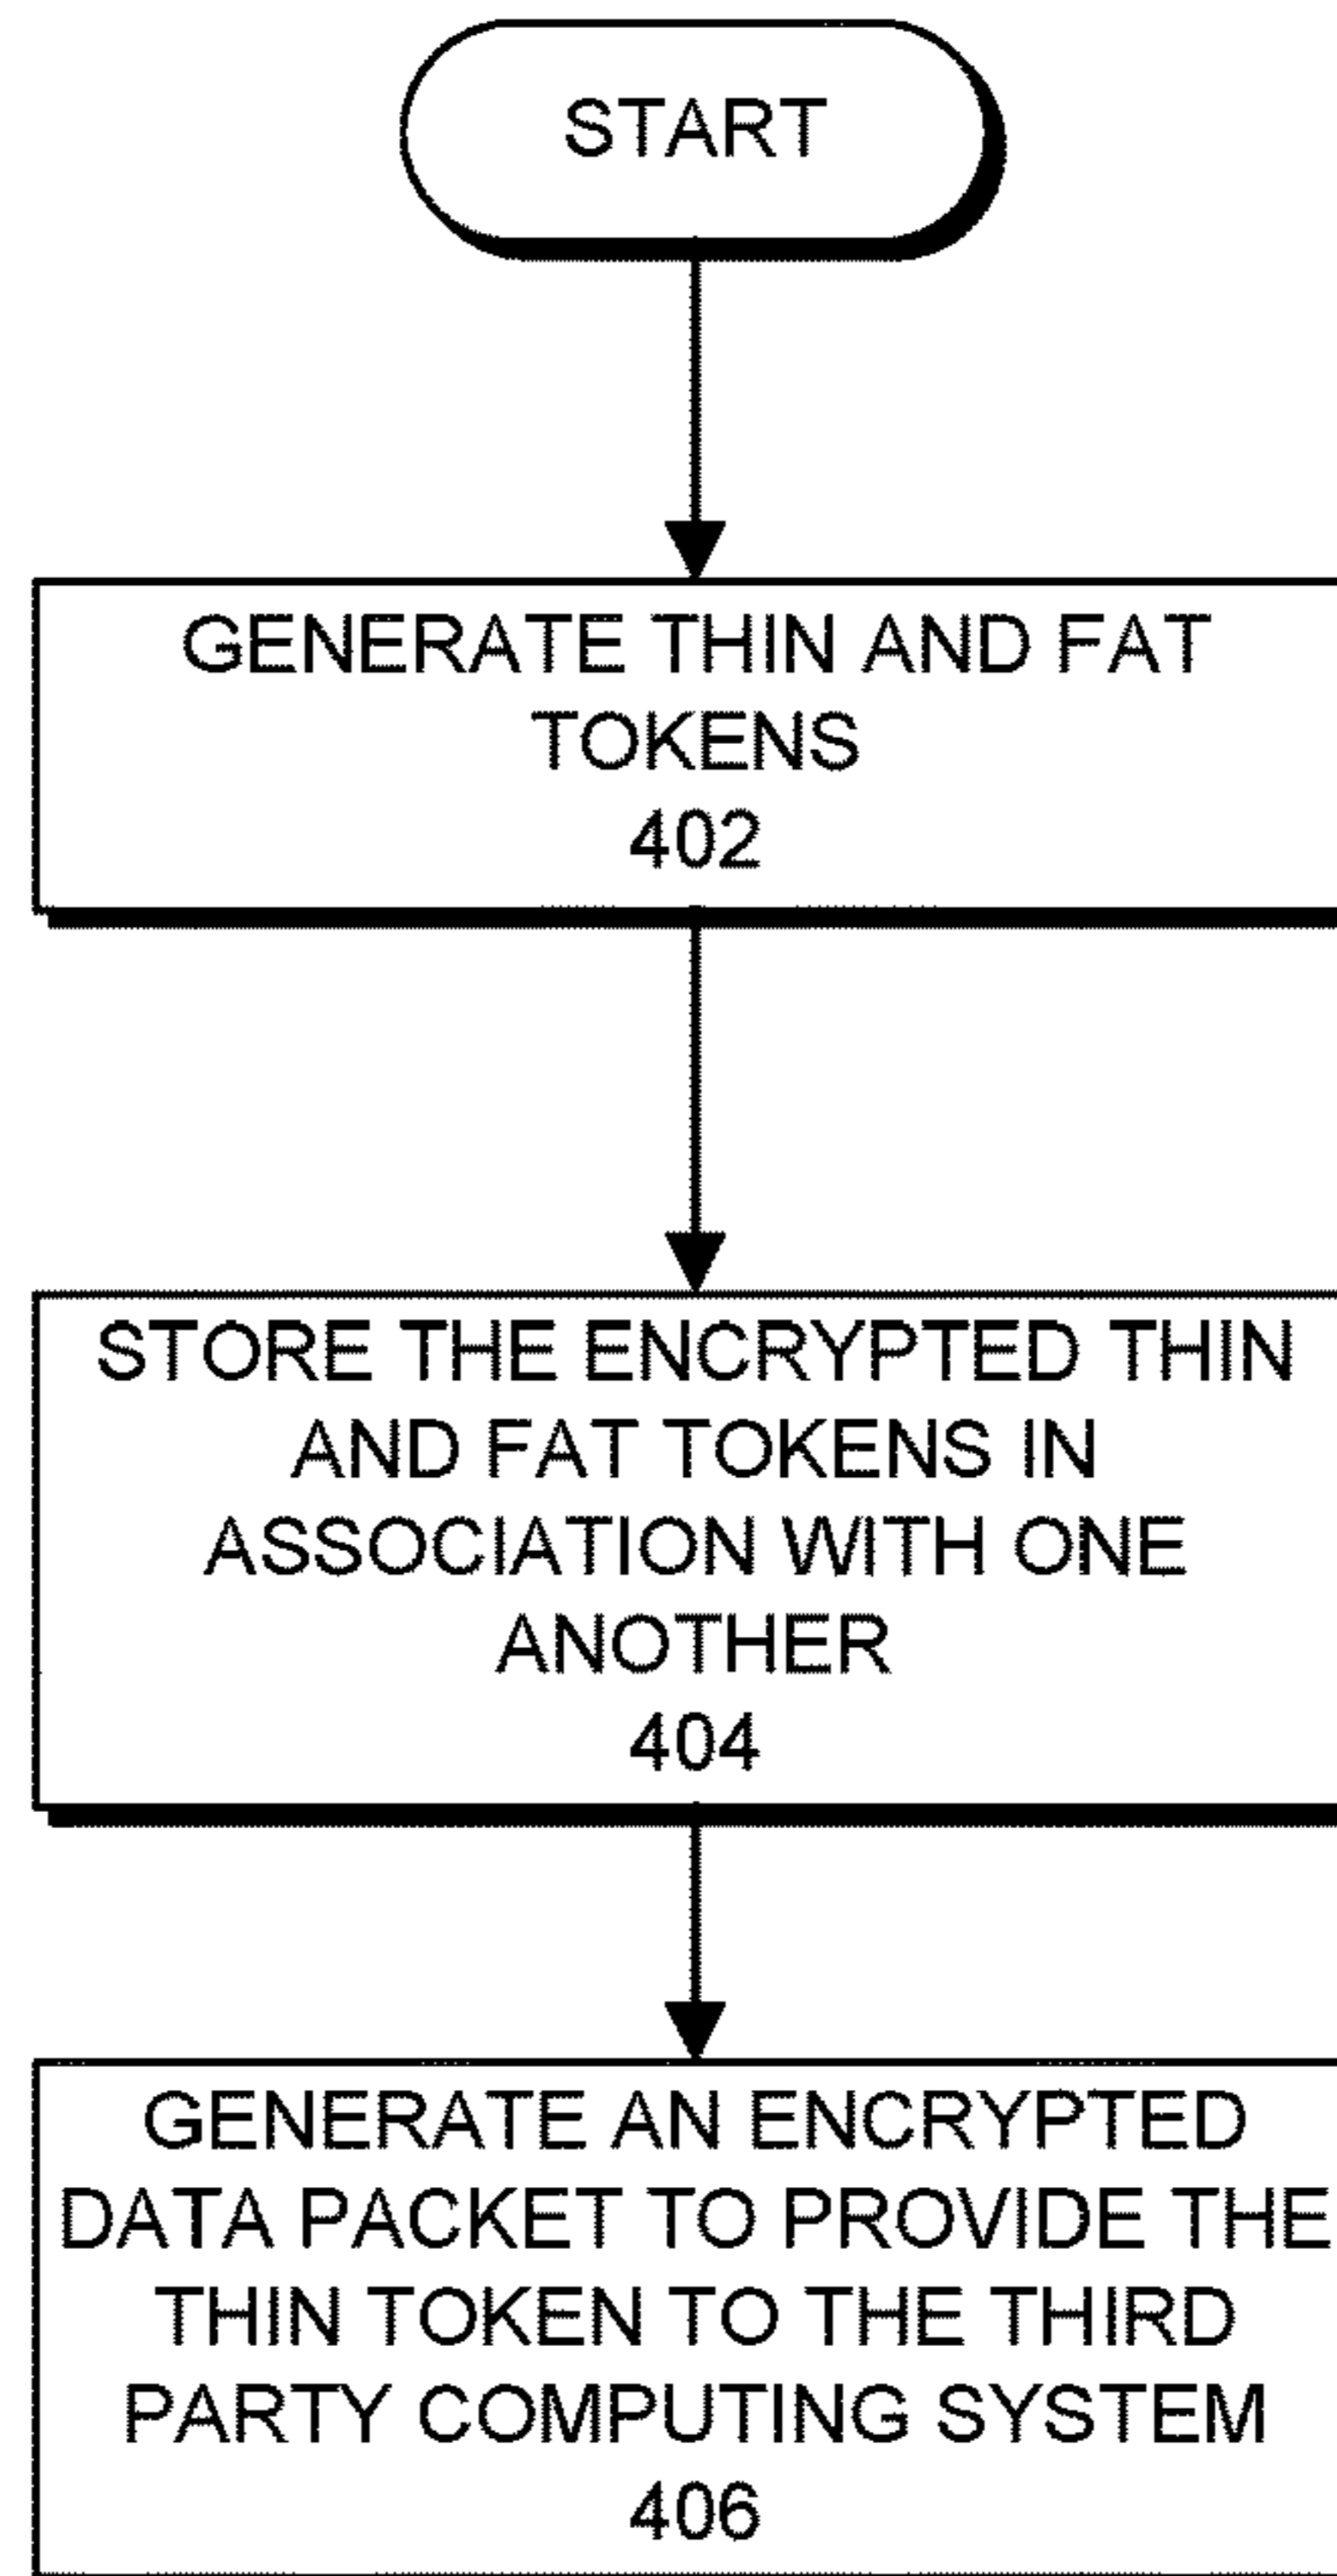 START
GENERATE THIN AND FAT
TOKENS
402
STORE THE ENCRYPTED THIN
AND FAT TOKENS IN
ASSOCIATION WITH ONE
ANOTHER
404
GENERATE AN ENCRYPTED
DATA PACKET TO PROVIDE THE
THIN TOKEN TO THE THIRD
PARTY COMPUTING SYSTEM
406